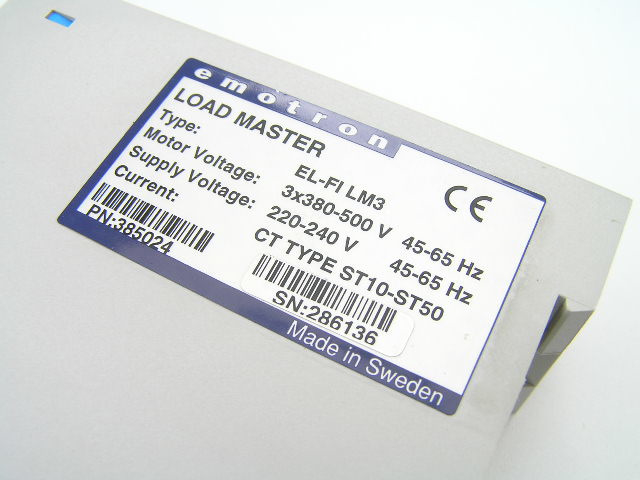 emotron
LOAD MASTER
Type: EL-FI LM3
Motor Voltage: 3x380-500 V 45-65 Hz
Supply Voltage: 220-240 V 45-65 Hz
Current: CT TYPE ST10-ST50
PN:385024
SN:286136
Made in Sweden
CE